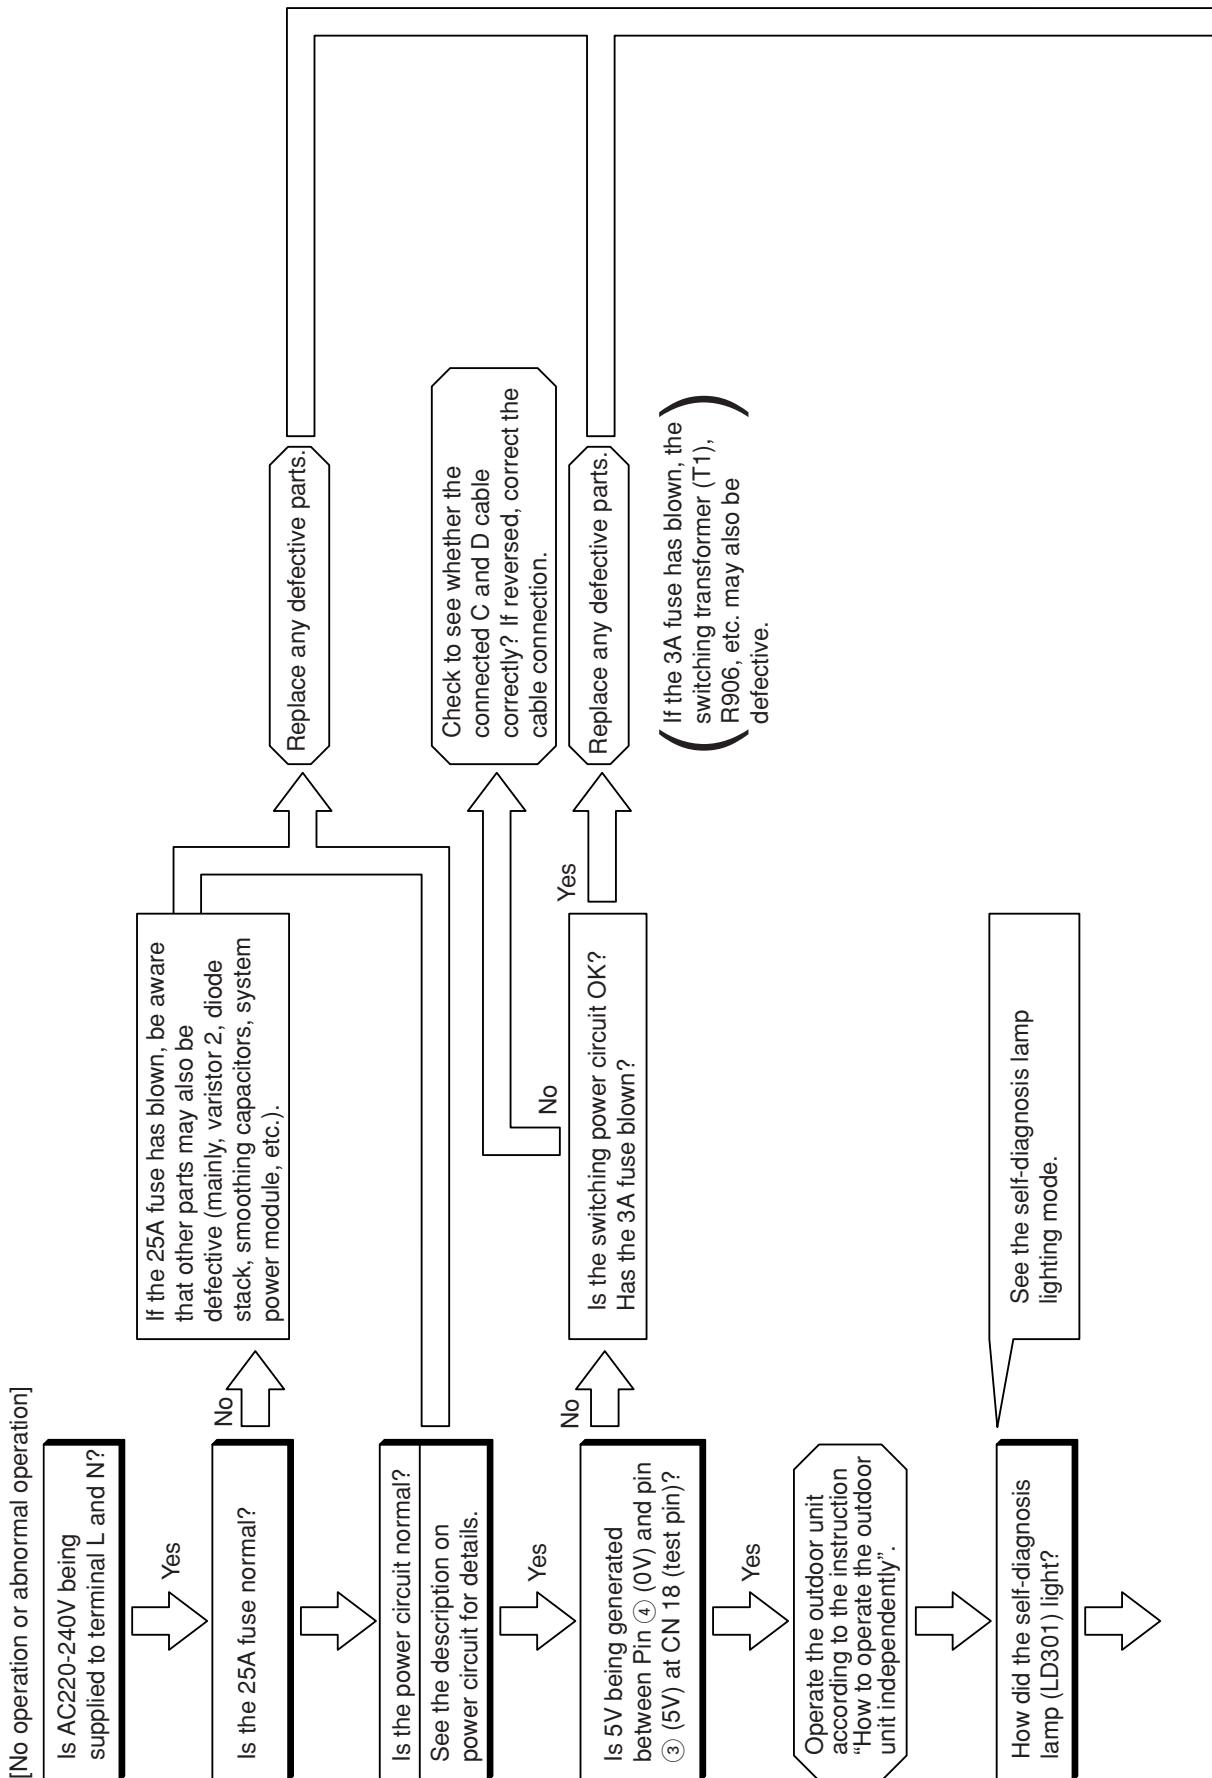 [No operation or abnormal operation]
Is AC220-240V being
supplied to terminal L and N?
Yes
Is the 25A fuse normal?
No
If the 25A fuse has blown, be aware
that other parts may also be
defective (mainly, varistor 2, diode
stack, smoothing capacitors, system
power module, etc.).
Replace any defective parts.
Is the power circuit normal?
See the description on
power circuit for details.
Yes
Is 5V being generated
between Pin ④ (0V) and pin
③ (5V) at CN 18 (test pin)?
No
Is the switching power circuit OK?
Has the 3A fuse blown?
No
Check to see whether the
connected C and D cable
correctly? If reversed, correct the
cable connection.
Yes
Replace any defective parts.
If the 3A fuse has blown, the
switching transformer (T1),
R906, etc. may also be
defective.
Yes
Operate the outdoor unit
according to the instruction
“How to operate the outdoor
unit independently”.
How did the self-diagnosis
lamp (LD301) light?
See the self-diagnosis lamp
lighting mode.